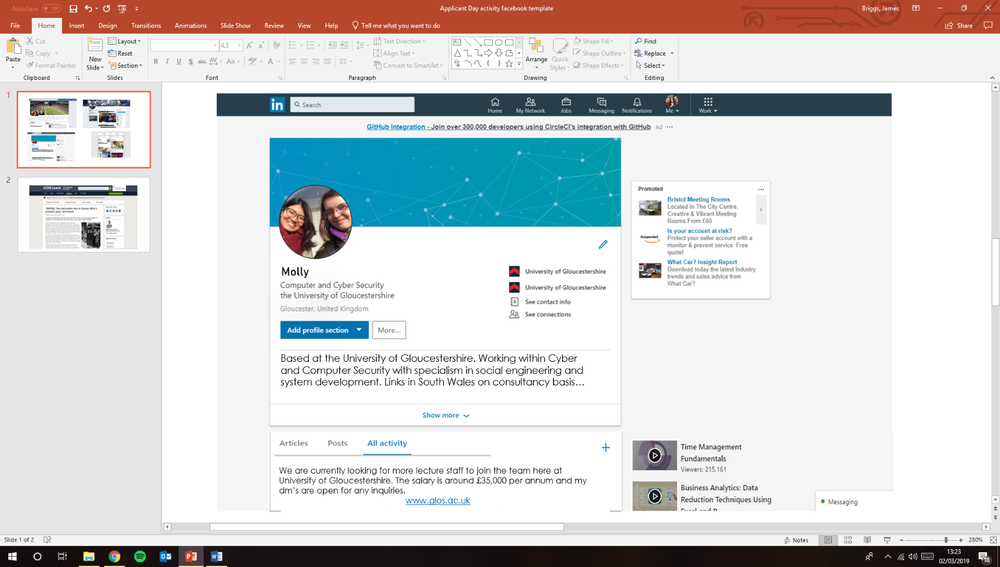 AutoSave Off
Applicant Day activity facebook template
Briggs, James
File Home Insert Design Transitions Animations Slide Show Review View Help Tell me what you want to do
Share
Paste
Cut
Copy
Format Painter
Clipboard
New
Slide
Layout
Reset
Section
Slides
4.3
Font
Text Direction
Align Text
Convert to SmartArt
Paragraph
Arrange
Quick
Styles
Shape Fill
Shape Outline
Shape Effects
Drawing
Find
Replace
Select
Editing
1
2
in
Search
Home
My Network
Jobs
Messaging
Notifications
Me
Work
GitHub Integration - Join over 300,000 developers using CircleCI's integration with GitHub Ad ...
Molly
Computer and Cyber Security
the University of Gloucestershire
Gloucester, United Kingdom
Add profile section
More...
University of Gloucestershire
University of Gloucestershire
See contact info
See connections
Based at the University of Gloucestershire. Working within Cyber
and Computer Security with specialism in social engineering and
system development. Links in South Wales on consultancy basis...
Show more
Promoted
Bristol Meeting Rooms
Located In The City Centre,
Creative & Vibrant Meeting
Rooms From £60
Suspended
Is your account at risk?
Protect your seller account with a
monitor & prevent service. Free
quote!
What Car? Insight Report
Download today the latest industry
trends and sales advice from
What Car?
Articles Posts All activity
We are currently looking for more lecture staff to join the team here at
University of Gloucestershire. The salary is around £35,000 per annum and my
dm's are open for any inquiries.
www.glos.ac.uk
Time Management
Fundamentals
Viewers: 215,161
Business Analytics: Data
Reduction Techniques Using
Messaging
Slide 1 of 2
Notes
280%
13:23
02/03/2019
18